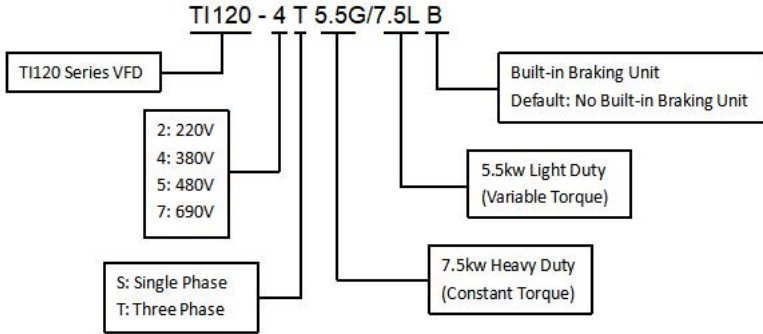 TI120 - 4 T 5.5G/7.5L B
TI120 Series VFD
Built-in Braking Unit
Default: No Built-in Braking Unit
2: 220V
4: 380V
5: 480V
7: 690V
5.5kw Light Duty
(Variable Torque)
S: Single Phase
T: Three Phase
7.5kw Heavy Duty
(Constant Torque)